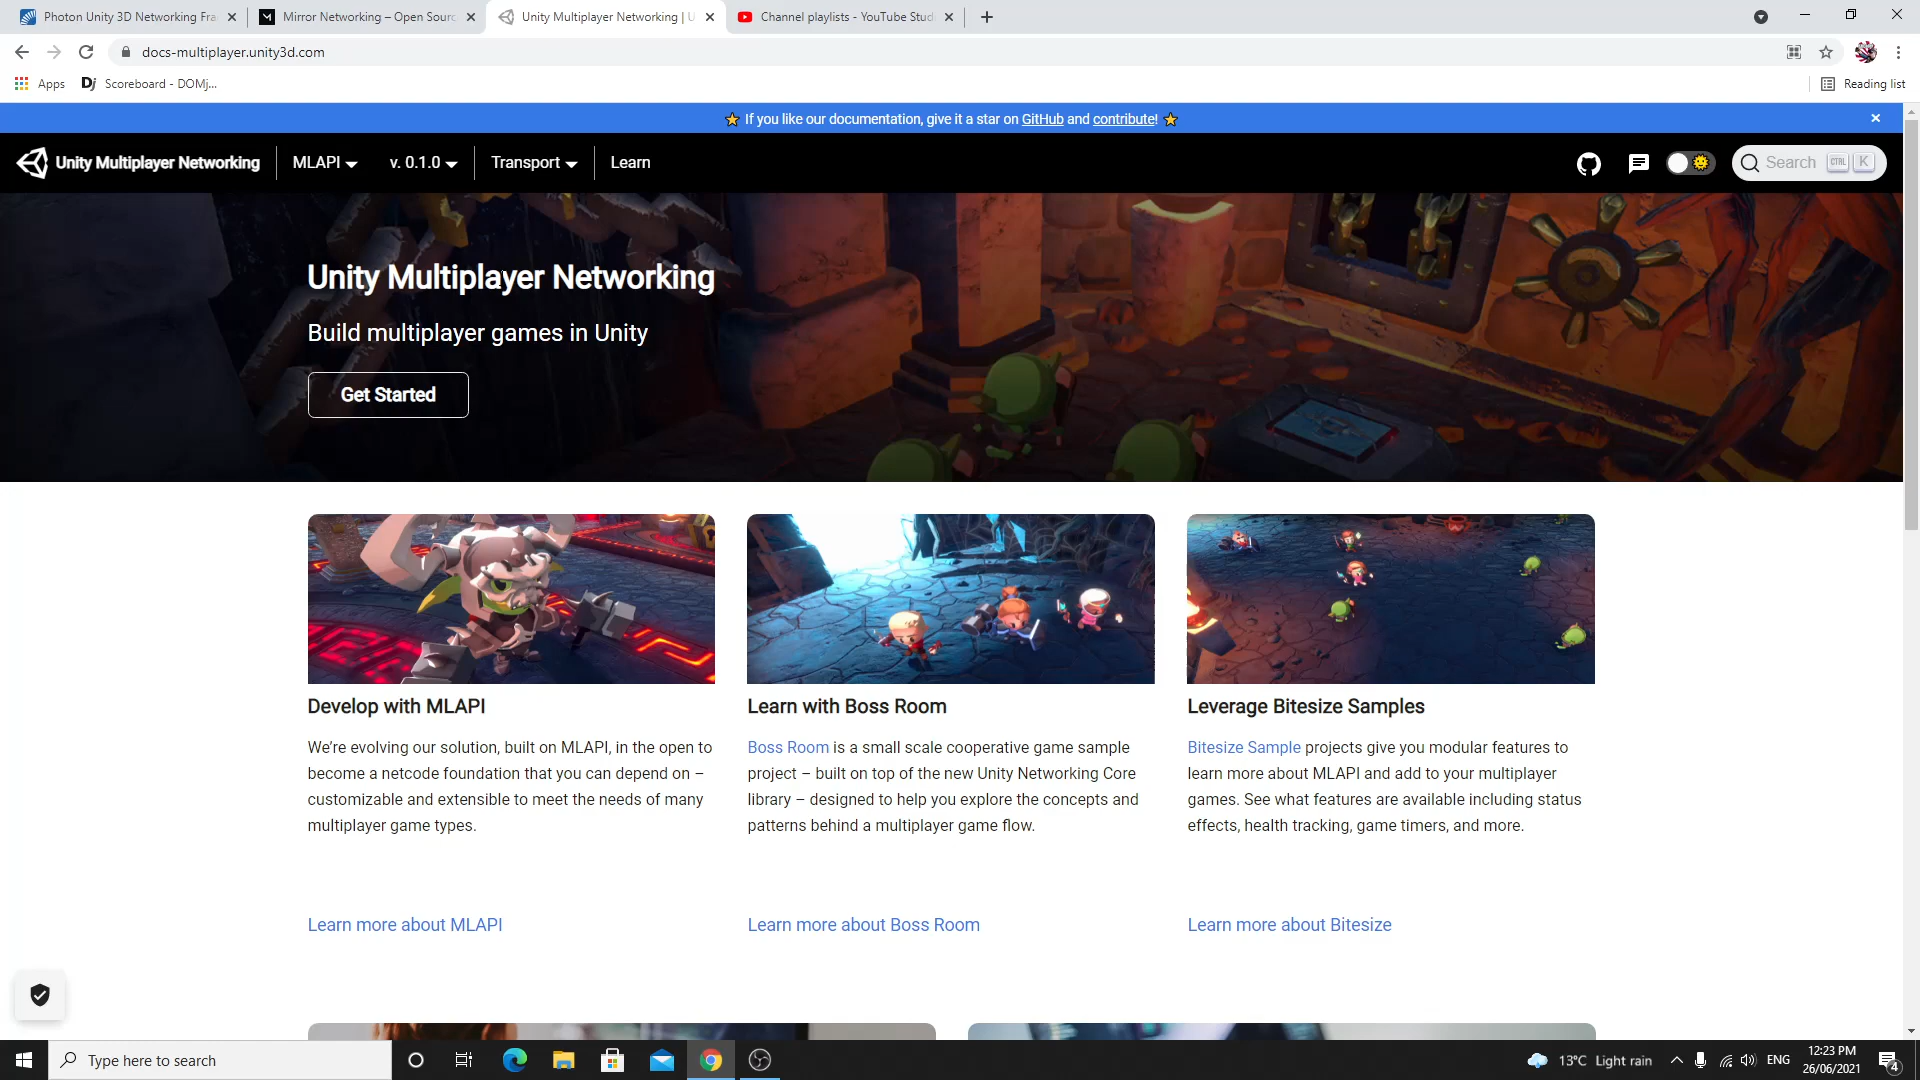 Photon Unity 3D Networking Fra
Mirror Networking – Open Sourc
Unity Multiplayer Networking | U
Channel playlists - YouTube Stud
docs-multiplayer.unity3d.com
Apps
Dj Scoreboard - DOMj...
Reading list
If you like our documentation, give it a star on GitHub and contribute!
Unity Multiplayer Networking
MLAPI
v. 0.1.0
Transport
Learn
Search CTRL K
Unity Multiplayer Networking
Build multiplayer games in Unity
Get Started
Develop with MLAPI
We're evolving our solution, built on MLAPI, in the open to
become a netcode foundation that you can depend on –
customizable and extensible to meet the needs of many
multiplayer game types.
Learn more about MLAPI
Learn with Boss Room
Boss Room is a small scale cooperative game sample
project – built on top of the new Unity Networking Core
library – designed to help you explore the concepts and
patterns behind a multiplayer game flow.
Learn more about Boss Room
Leverage Bitesize Samples
Bitesize Sample projects give you modular features to
learn more about MLAPI and add to your multiplayer
games. See what features are available including status
effects, health tracking, game timers, and more.
Learn more about Bitesize
Type here to search
13°C Light rain
ENG
12:23 PM
26/06/2021
4